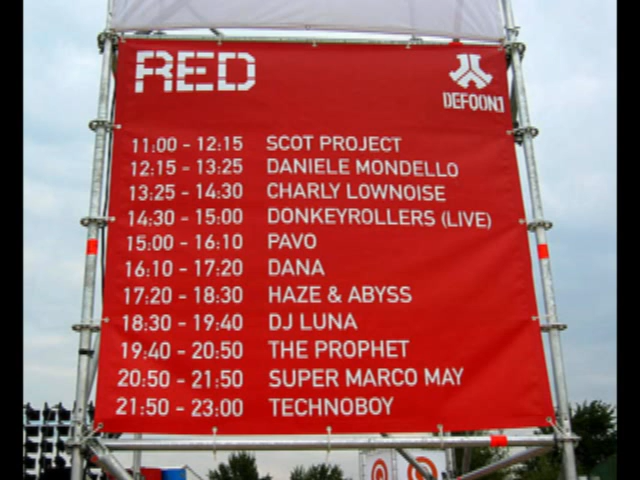 RED
DEFQON.1
11:00 - 12:15 SCOT PROJECT
12:15 - 13:25 DANIELE MONDELLO
13:25 - 14:30 CHARLY LOWNOISE
14:30 - 15:00 DONKEYROLLERS (LIVE)
15:00 - 16:10 PAVO
16:10 - 17:20 DANA
17:20 - 18:30 HAZE & ABYSS
18:30 - 19:40 DJ LUNA
19:40 - 20:50 THE PROPHET
20:50 - 21:50 SUPER MARCO MAY
21:50 - 23:00 TECHNOBOY